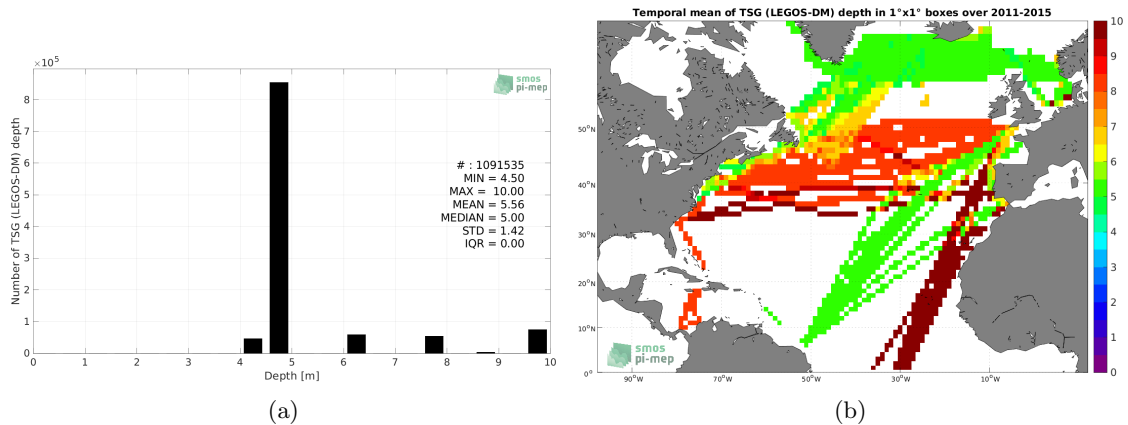 ×10⁵
8
7
6
5
4
3
2
1
0
Number of TSG (LEGOS-DM) depth
smos
pi-mep
# : 1091535
MIN = 4.50
MAX = 10.00
MEAN = 5.56
MEDIAN = 5.00
STD = 1.42
IQR = 0.00
0 1 2 3 4 5 6 7 8 9 10
Depth [m]
(a)
Temporal mean of TSG (LEGOS-DM) depth in 1°x1° boxes over 2011-2015
50°N
40°N
30°N
20°N
10°N
0°
90°W 70°W 50°W 30°W 10°W
smos
pi-mep
10
9
8
7
6
5
4
3
2
1
0
(b)